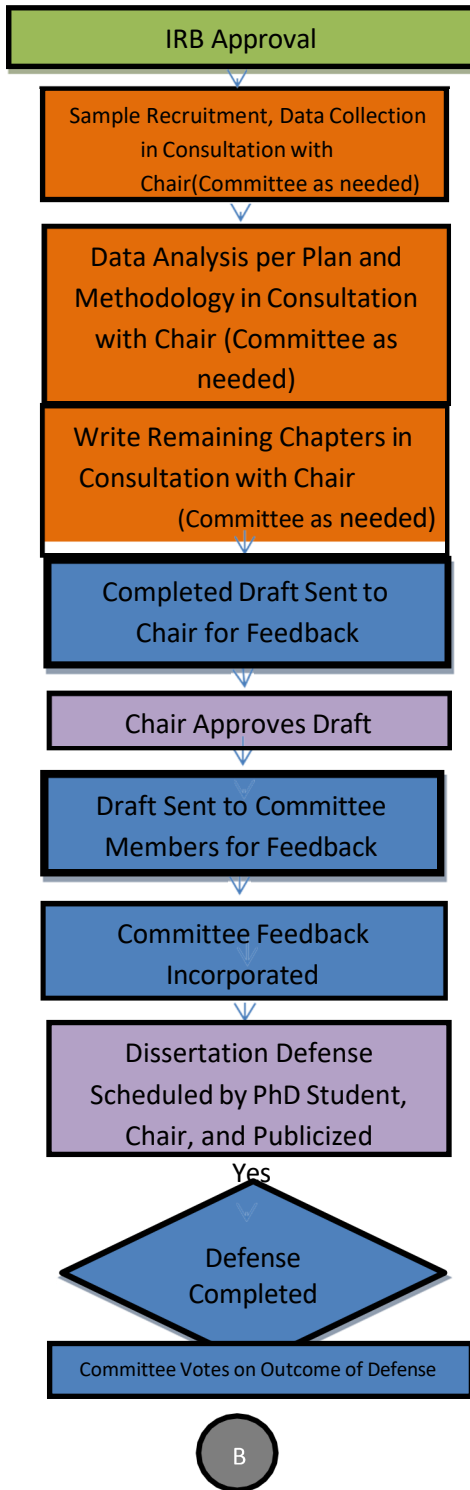 IRB Approval
Sample Recruitment, Data Collection
in Consultation with
Chair(Committee as needed)
Data Analysis per Plan and
Methodology in Consultation
with Chair (Committee as
needed)
Write Remaining Chapters in
Consultation with Chair
(Committee as needed)
Completed Draft Sent to
Chair for Feedback
Chair Approves Draft
Draft Sent to Committee
Members for Feedback
Committee Feedback
Incorporated
Dissertation Defense
Scheduled by PhD Student,
Chair, and Publicized
Yes
Defense
Completed
Committee Votes on Outcome of Defense
B